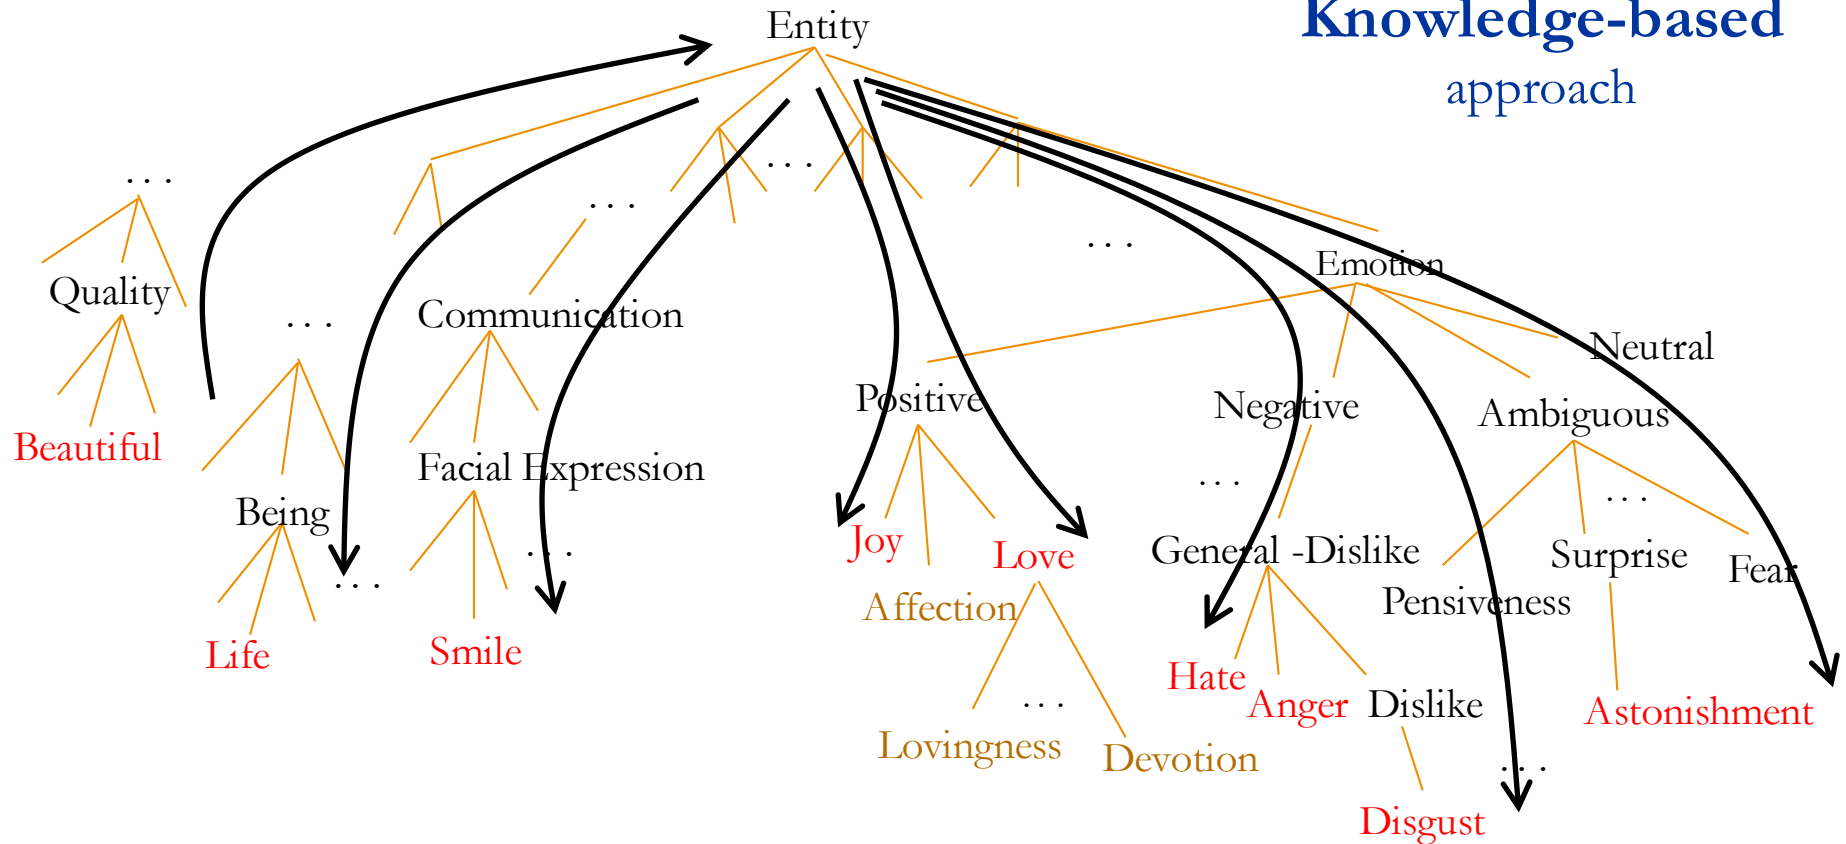 Knowledge-based
approach
Entity
. . .
. . .
. . .
. . .
Emotion
Quality
Communication
. . .
Neutral
Positive
Negative
Ambiguous
Beautiful
Facial Expression
. . .
. . .
Being
Joy
Love
General -Dislike
Surprise
Fear
. . .
. . .
Affection
Pensiveness
Life
Smile
Hate
Anger
Dislike
Astonishment
. . .
Lovingness
Devotion
. . .
Disgust